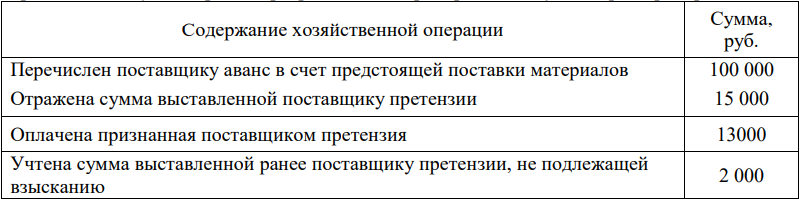 Содержание хозяйственной операции
Сумма,
руб.
Перечислен поставщику аванс в счет предстоящей поставки материалов
100 000
Отражена сумма выставленной поставщику претензии
15 000
Оплачена признанная поставщиком претензия
13000
Учтена сумма выставленной ранее поставщику претензии, не подлежащей
взысканию
2 000